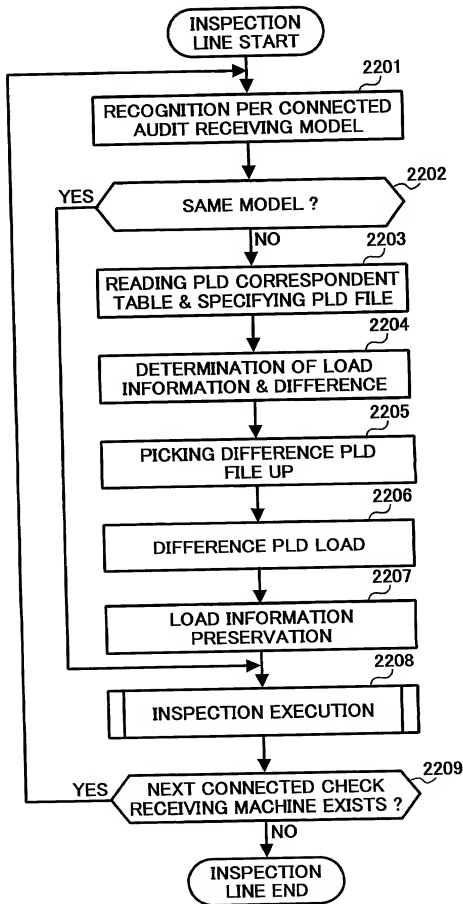 INSPECTION
LINE START
2201
RECOGNITION PER CONNECTED
AUDIT RECEIVING MODEL
2202
YES
SAME MODEL ?
NO
2203
READING PLD CORRESPONDENT
TABLE & SPECIFYING PLD FILE
2204
DETERMINATION OF LOAD
INFORMATION & DIFFERENCE
2205
PICKING DIFFERENCE PLD
FILE UP
2206
DIFFERENCE PLD LOAD
2207
LOAD INFORMATION
PRESERVATION
2208
INSPECTION EXECUTION
2209
YES
NEXT CONNECTED CHECK
RECEIVING MACHINE EXISTS ?
NO
INSPECTION
LINE END